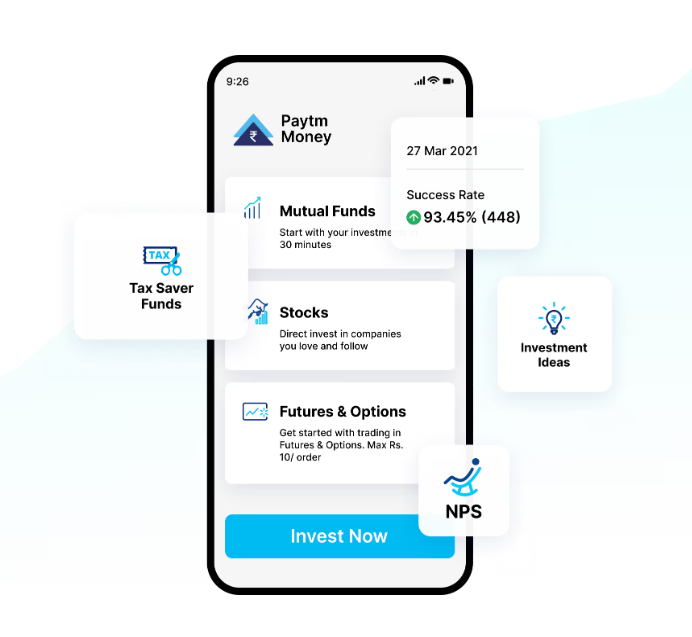 9:26
₹
Paytm
Money
27 Mar 2021
Success Rate
93.45% (448)
Mutual Funds
Start with your investments
30 minutes
TAX
Tax Saver
Funds
Stocks
Direct invest in companies
you love and follow
₹
Investment
Ideas
Futures & Options
Get started with trading in
Futures & Options. Max Rs.
10/ order
NPS
Invest Now